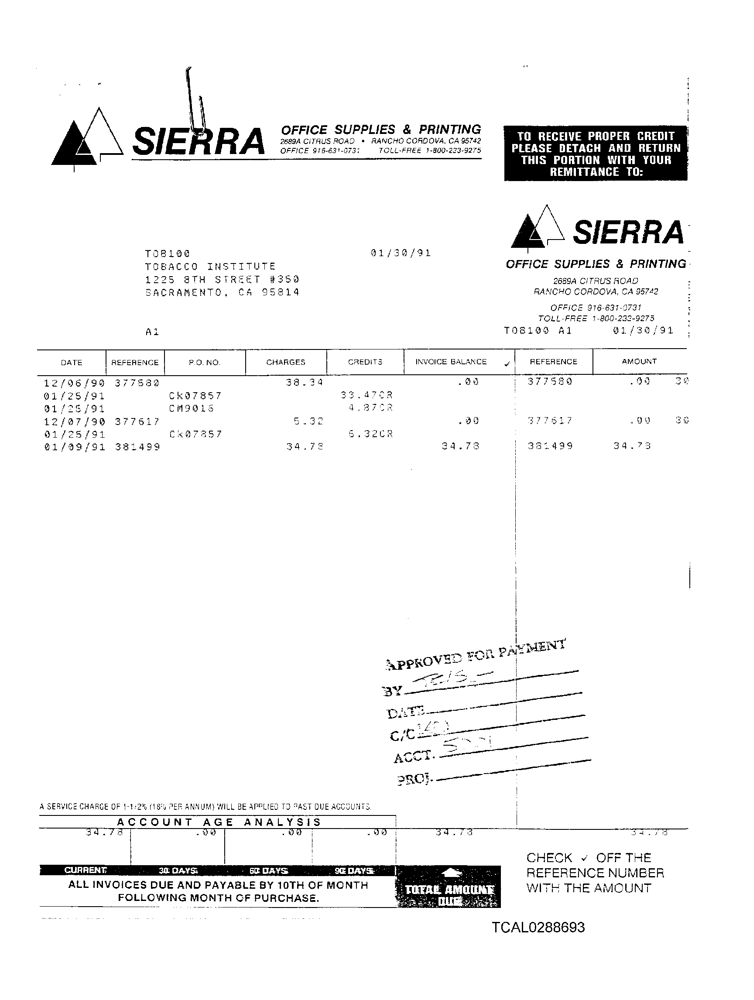 SIERRA
OFFICE SUPPLIES & PRINTING
2689A CITRUS ROAD • RANCHO CORDOVA, CA 95742
OFFICE 916-631-0731 TOLL-FREE 1-800-233-9275
TO RECEIVE PROPER CREDIT
PLEASE DETACH AND RETURN
THIS PORTION WITH YOUR
REMITTANCE TO:
SIERRA
OFFICE SUPPLIES & PRINTING
2689A CITRUS ROAD
RANCHO CORDOVA, CA 95742
OFFICE 916-631-0731
TOLL-FREE 1-800-233-9275
TO8100 01/30/91
TOBACCO INSTITUTE
1225 8TH STREET #350
SACRAMENTO, CA 95814
A1 TO8100 A1 01/30/91
DATE REFERENCE P.O. NO. CHARGES CREDITS INVOICE BALANCE ✓ REFERENCE AMOUNT
12/06/90 377580 38.34 .00 377580 .00 30
01/25/91 Ck07857 33.47CR
01/25/91 CM9018 4.87CR
12/07/90 377617 5.32 .00 377617 .00 30
01/25/91 Ck07857 5.32CR
01/09/91 381499 34.78 34.78 381499 34.78
APPROVED FOR PAYMENT
BY
DATE
C/C
ACCT.
PROJ.
A SERVICE CHARGE OF 1-1/2% (18% PER ANNUM) WILL BE APPLIED TO PAST DUE ACCOUNTS.
ACCOUNT AGE ANALYSIS
34.78 .00 .00 .00 34.78 34.78
CURRENT 30 DAYS 60 DAYS 90 DAYS
TOTAL AMOUNT DUE
ALL INVOICES DUE AND PAYABLE BY 10TH OF MONTH
FOLLOWING MONTH OF PURCHASE.
CHECK ✓ OFF THE
REFERENCE NUMBER
WITH THE AMOUNT
TCAL0288693